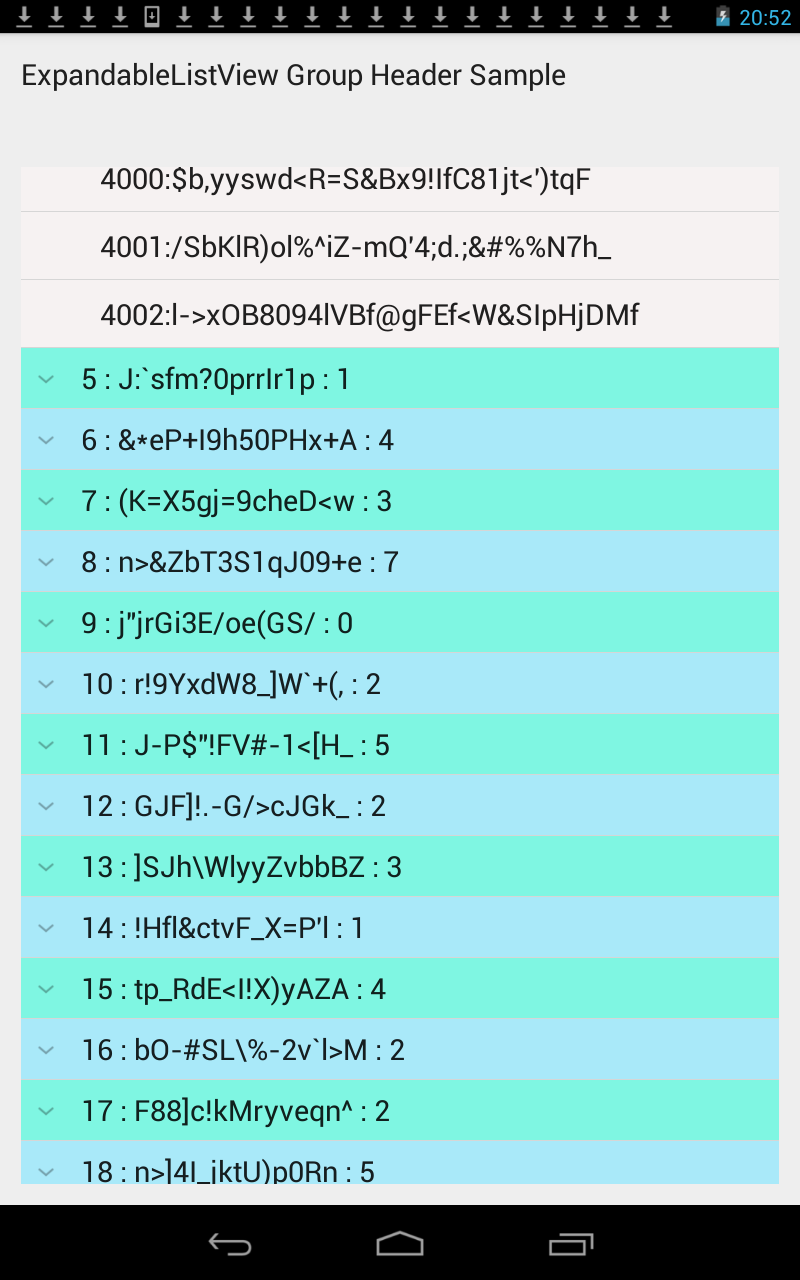 20:52
ExpandableListView Group Header Sample
4000:$b,yyswd<R=S&Bx9!IfC81jt<')tqF
4001:/SbKlR)ol%^iZ-mQ'4;d.;&#%%N7h_
4002:l->xOB8094lVBf@gFEf<W&SIpHjDMf
5 : J:`sfm?0prrIr1p : 1
6 : &*eP+I9h50PHx+A : 4
7 : (K=X5gj=9cheD<w : 3
8 : n>&ZbT3S1qJ09+e : 7
9 : j"jrGi3E/oe(GS/ : 0
10 : r!9YxdW8_]W`+(, : 2
11 : J-P$"!FV#-1<[H_ : 5
12 : GJF]!.-G/>cJGk_ : 2
13 : ]SJh\WlyyZvbbBZ : 3
14 : !Hfl&ctvF_X=P'l : 1
15 : tp_RdE<I!X)yAZA : 4
16 : bO-#SL\%-2v`l>M : 2
17 : F88]c!kMryveqn^ : 2
18 : n>]4I_jktU)p0Rn : 5